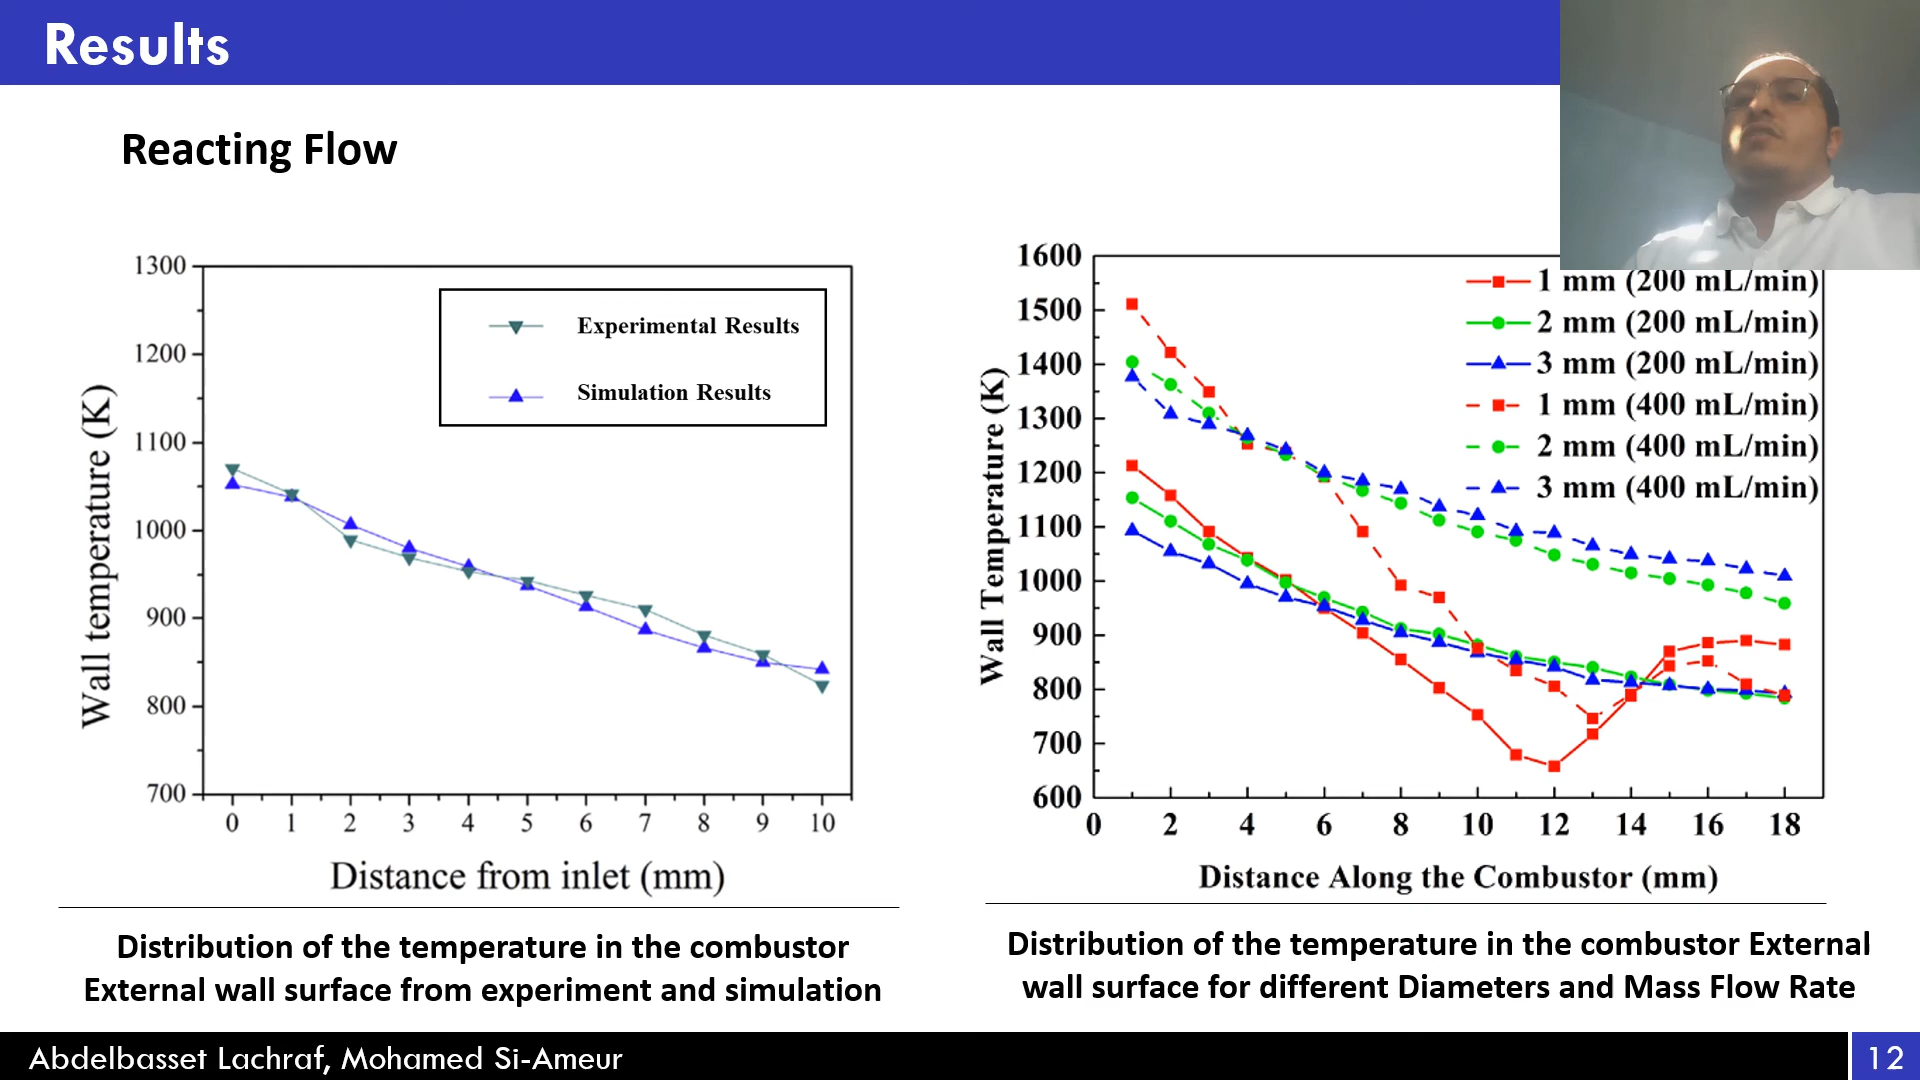 Results
Reacting Flow
1300
1200
1100
1000
900
800
700
Wall temperature (K)
Experimental Results
Simulation Results
0 1 2 3 4 5 6 7 8 9 10
Distance from inlet (mm)
Distribution of the temperature in the combustor
External wall surface from experiment and simulation
1600
1500
1400
1300
1200
1100
1000
900
800
700
600
Wall Temperature (K)
1 mm (200 mL/min)
2 mm (200 mL/min)
3 mm (200 mL/min)
1 mm (400 mL/min)
2 mm (400 mL/min)
3 mm (400 mL/min)
0 2 4 6 8 10 12 14 16 18
Distance Along the Combustor (mm)
Distribution of the temperature in the combustor External
wall surface for different Diameters and Mass Flow Rate
Abdelbasset Lachraf, Mohamed Si-Ameur
12